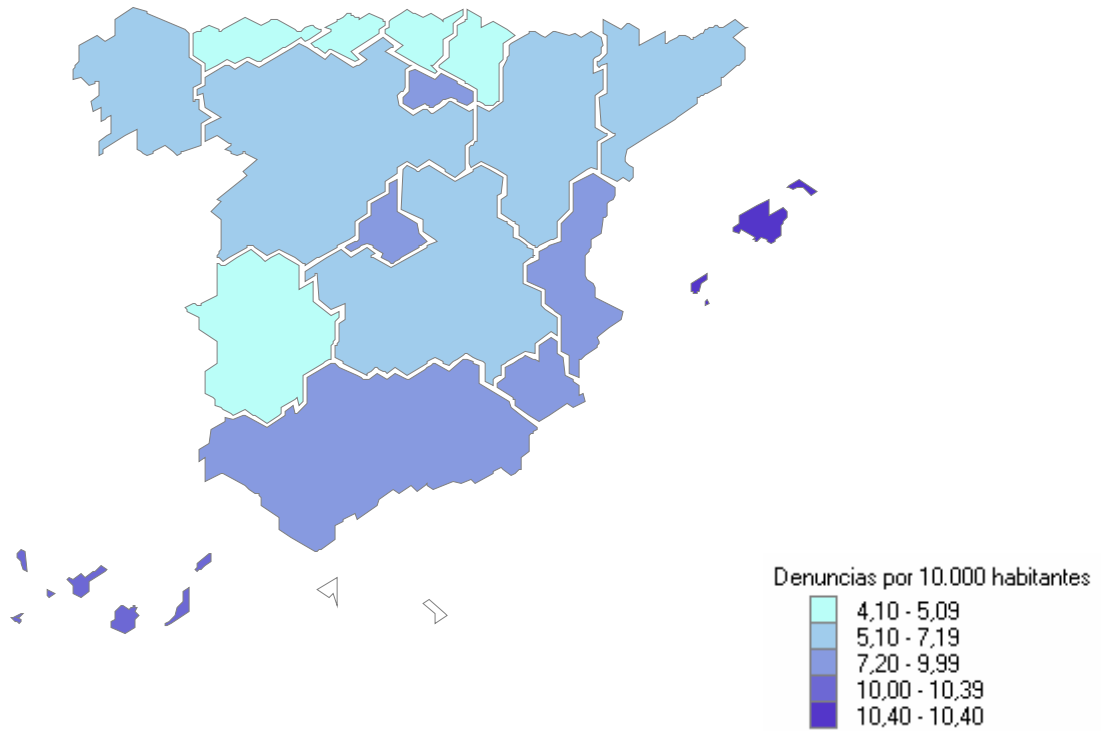 Denuncias por 10.000 habitantes
4,10 - 5,09
5,10 - 7,19
7,20 - 9,99
10,00 - 10,39
10,40 - 10,40